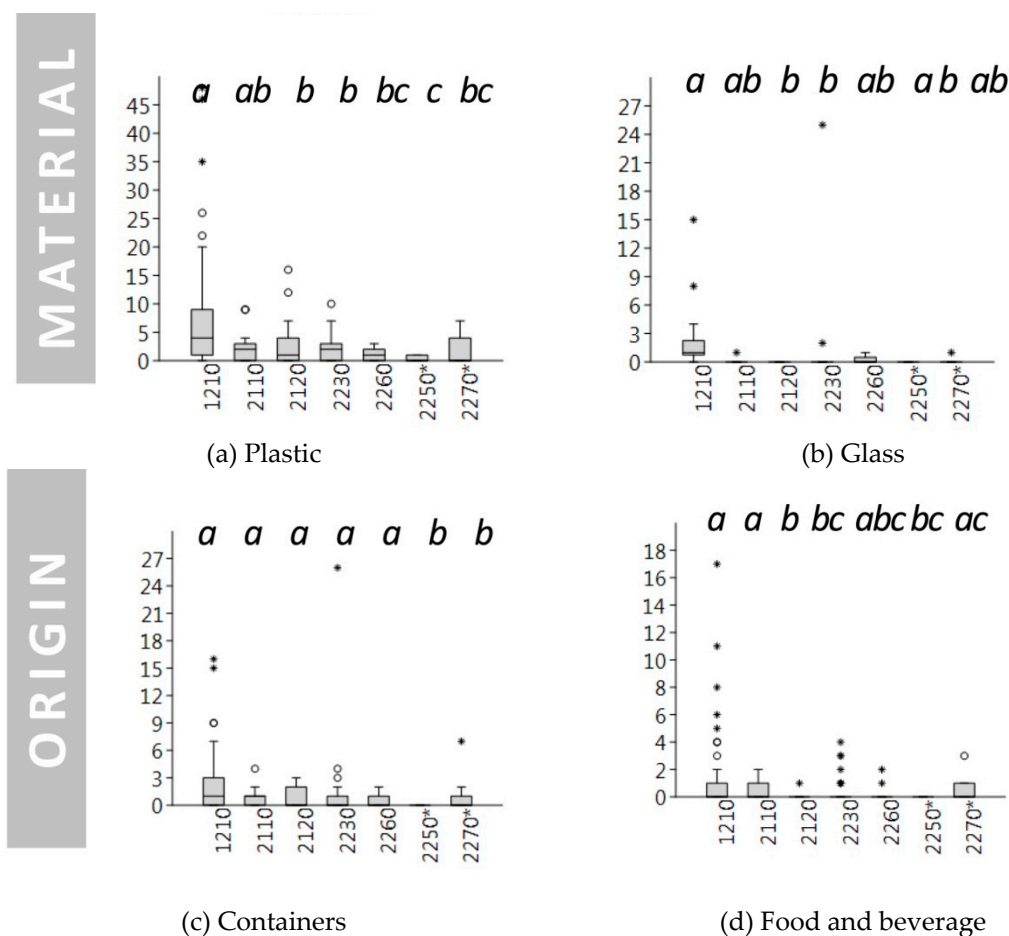 MATERIAL
a ab b b bc c bc
45
40
35
30
25
20
15
10
5
0
1210 2110 2120 2230 2260 2250* 2270*
(a) Plastic
a ab b b ab a b ab
27
24
21
18
15
12
9
6
3
0
1210 2110 2120 2230 2260 2250* 2270*
(b) Glass
ORIGIN
a a a a a b b
27
24
21
18
15
12
9
6
3
0
1210 2110 2120 2230 2260 2250* 2270*
(c) Containers
a a b bc abc bc ac
18
16
14
12
10
8
6
4
2
0
1210 2110 2120 2230 2260 2250* 2270*
(d) Food and beverage